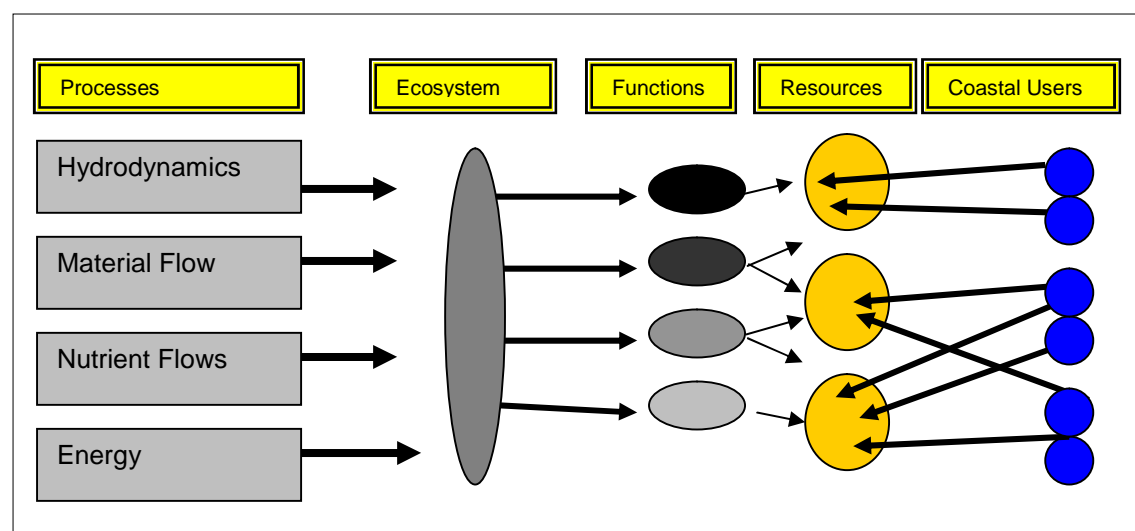 Processes
Ecosystem
Functions
Resources
Coastal Users
Hydrodynamics
Material Flow
Nutrient Flows
Energy